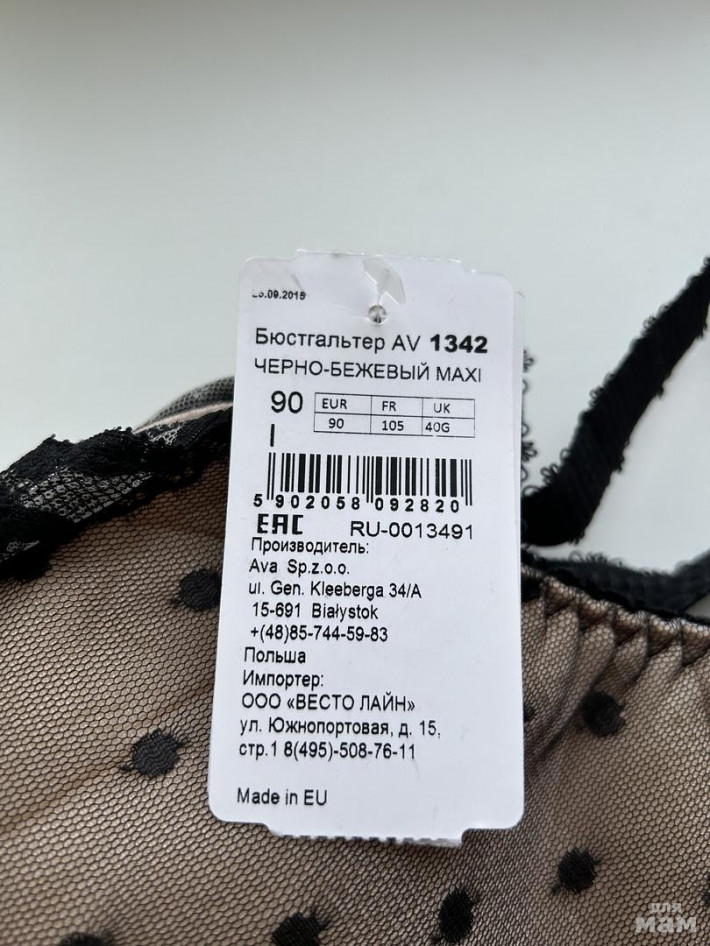 .09.2015
Бюстгальтер AV 1342
ЧЕРНО-БЕЖЕВЫЙ MAXI
90 EUR FR UK
I 90 105 40G
5 902058 092820
EAC RU-0013491
Производитель:
Ava Sp.z.o.o.
ul. Gen. Kleeberga 34/A
15-691 Białystok
+(48)85-744-59-83
Польша
Импортер:
ООО «ВЕСТО ЛАЙН»
ул. Южнопортовая, д. 15,
стр.1 8(495)-508-76-11
Made in EU
для
мам